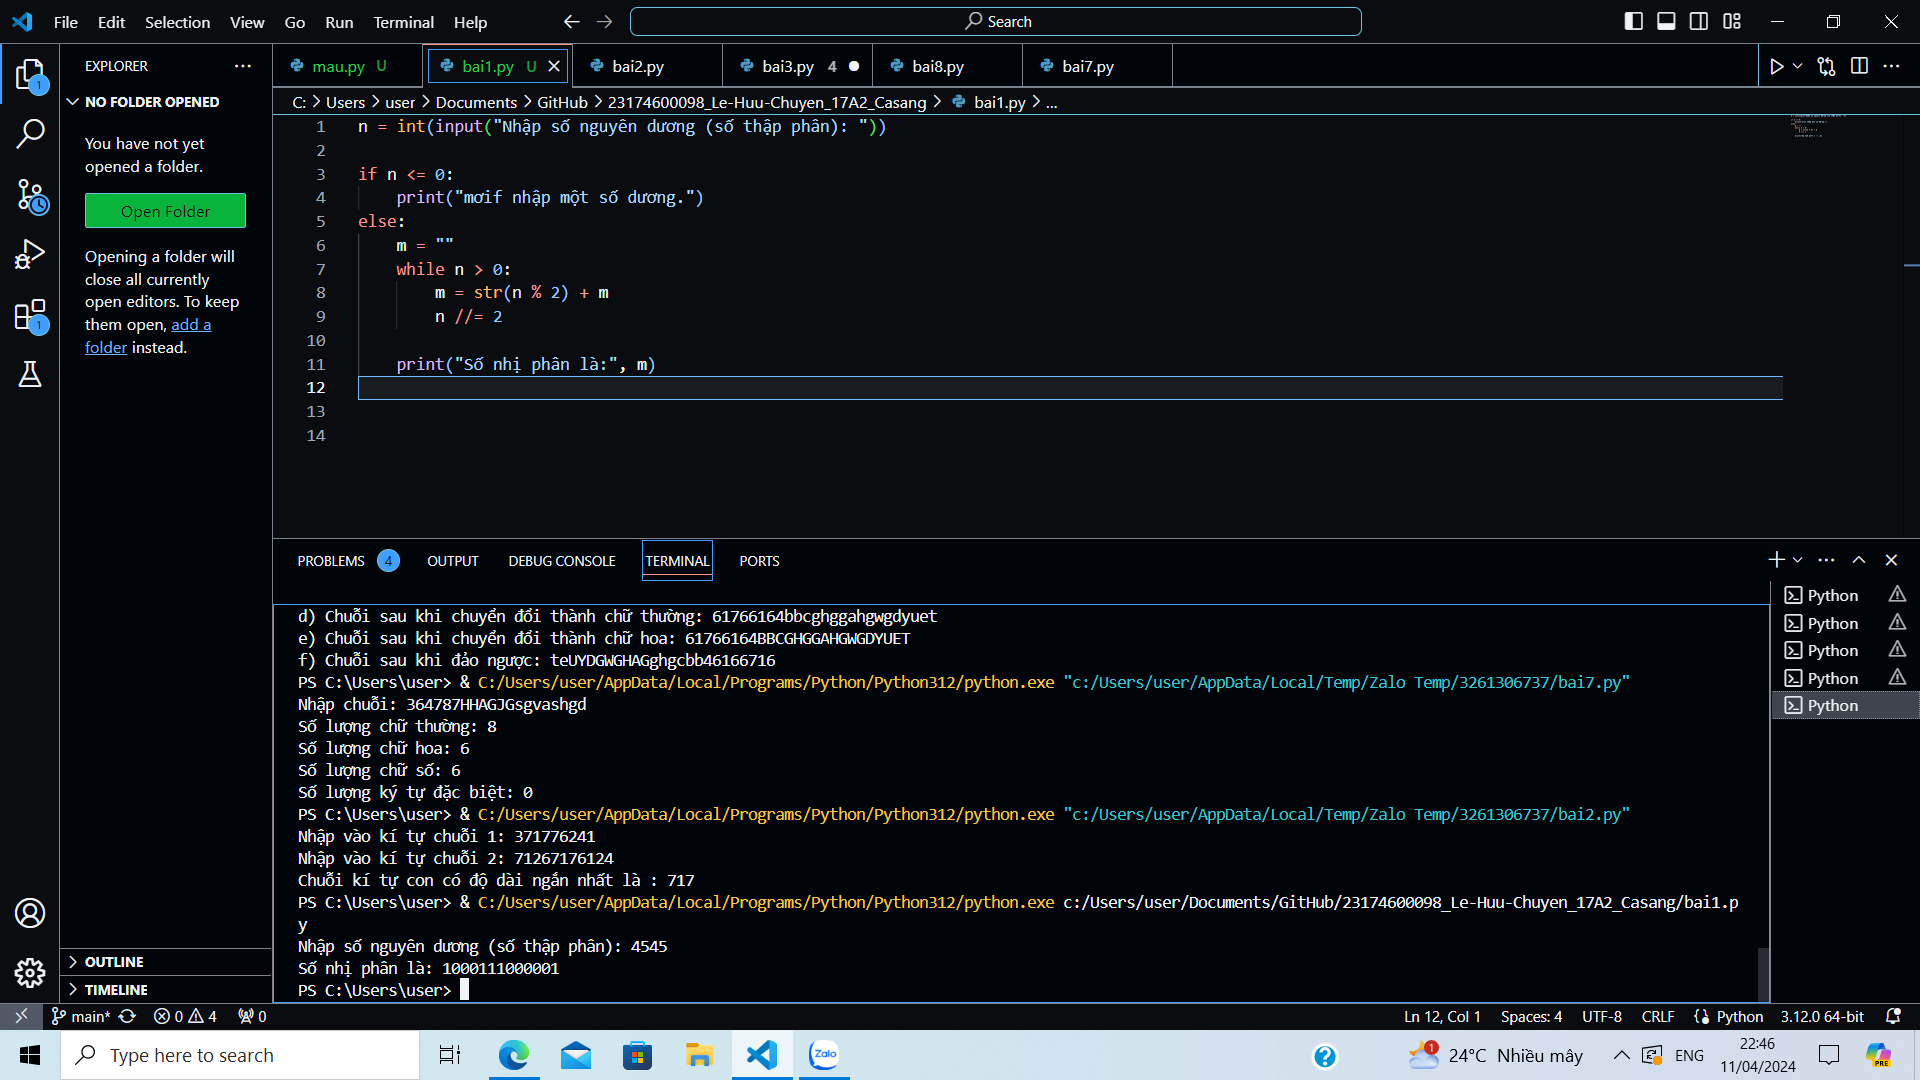 File Edit Selection View Go Run Terminal Help
Search
EXPLORER
NO FOLDER OPENED
You have not yet
opened a folder.
Open Folder
Opening a folder will
close all currently
open editors. To keep
them open, add a
folder instead.
OUTLINE
TIMELINE
1
1
mau.py U
bai1.py U
bai2.py
bai3.py 4
bai8.py
bai7.py
C: > Users > user > Documents > GitHub > 23174600098_Le-Huu-Chuyen_17A2_Casang > bai1.py > ...
1 n = int(input("Nhập số nguyên dương (số thập phân): "))
2
3 if n <= 0:
4     print("mơif nhập một số dương.")
5 else:
6     m = ""
7     while n > 0:
8         m = str(n % 2) + m
9         n //= 2
10
11     print("Số nhị phân là:", m)
12
13
14
PROBLEMS 4 OUTPUT DEBUG CONSOLE TERMINAL PORTS
d) Chuỗi sau khi chuyển đổi thành chữ thường: 61766164bbcghggahgwgdyuet
e) Chuỗi sau khi chuyển đổi thành chữ hoa: 61766164BBCGHGGAHGWGDYUET
f) Chuỗi sau khi đảo ngược: teUYDGWGHAGghgcbb46166716
PS C:\Users\user> & C:/Users/user/AppData/Local/Programs/Python/Python312/python.exe "c:/Users/user/AppData/Local/Temp/Zalo Temp/3261306737/bai7.py"
Nhập chuỗi: 364787HHAGJGsgvashgd
Số lượng chữ thường: 8
Số lượng chữ hoa: 6
Số lượng chữ số: 6
Số lượng ký tự đặc biệt: 0
PS C:\Users\user> & C:/Users/user/AppData/Local/Programs/Python/Python312/python.exe "c:/Users/user/AppData/Local/Temp/Zalo Temp/3261306737/bai2.py"
Nhập vào kí tự chuỗi 1: 371776241
Nhập vào kí tự chuỗi 2: 71267176124
Chuỗi kí tự con có độ dài ngắn nhất là : 717
PS C:\Users\user> & C:/Users/user/AppData/Local/Programs/Python/Python312/python.exe c:/Users/user/Documents/GitHub/23174600098_Le-Huu-Chuyen_17A2_Casang/bai1.p
y
Nhập số nguyên dương (số thập phân): 4545
Số nhị phân là: 1000111000001
PS C:\Users\user>
Python
Python
Python
Python
Python
main* 0 4 0
Ln 12, Col 1 Spaces: 4 UTF-8 CRLF Python 3.12.0 64-bit
Type here to search
Zalo
1
24°C Nhiều mây
ENG
22:46
11/04/2024
PRE